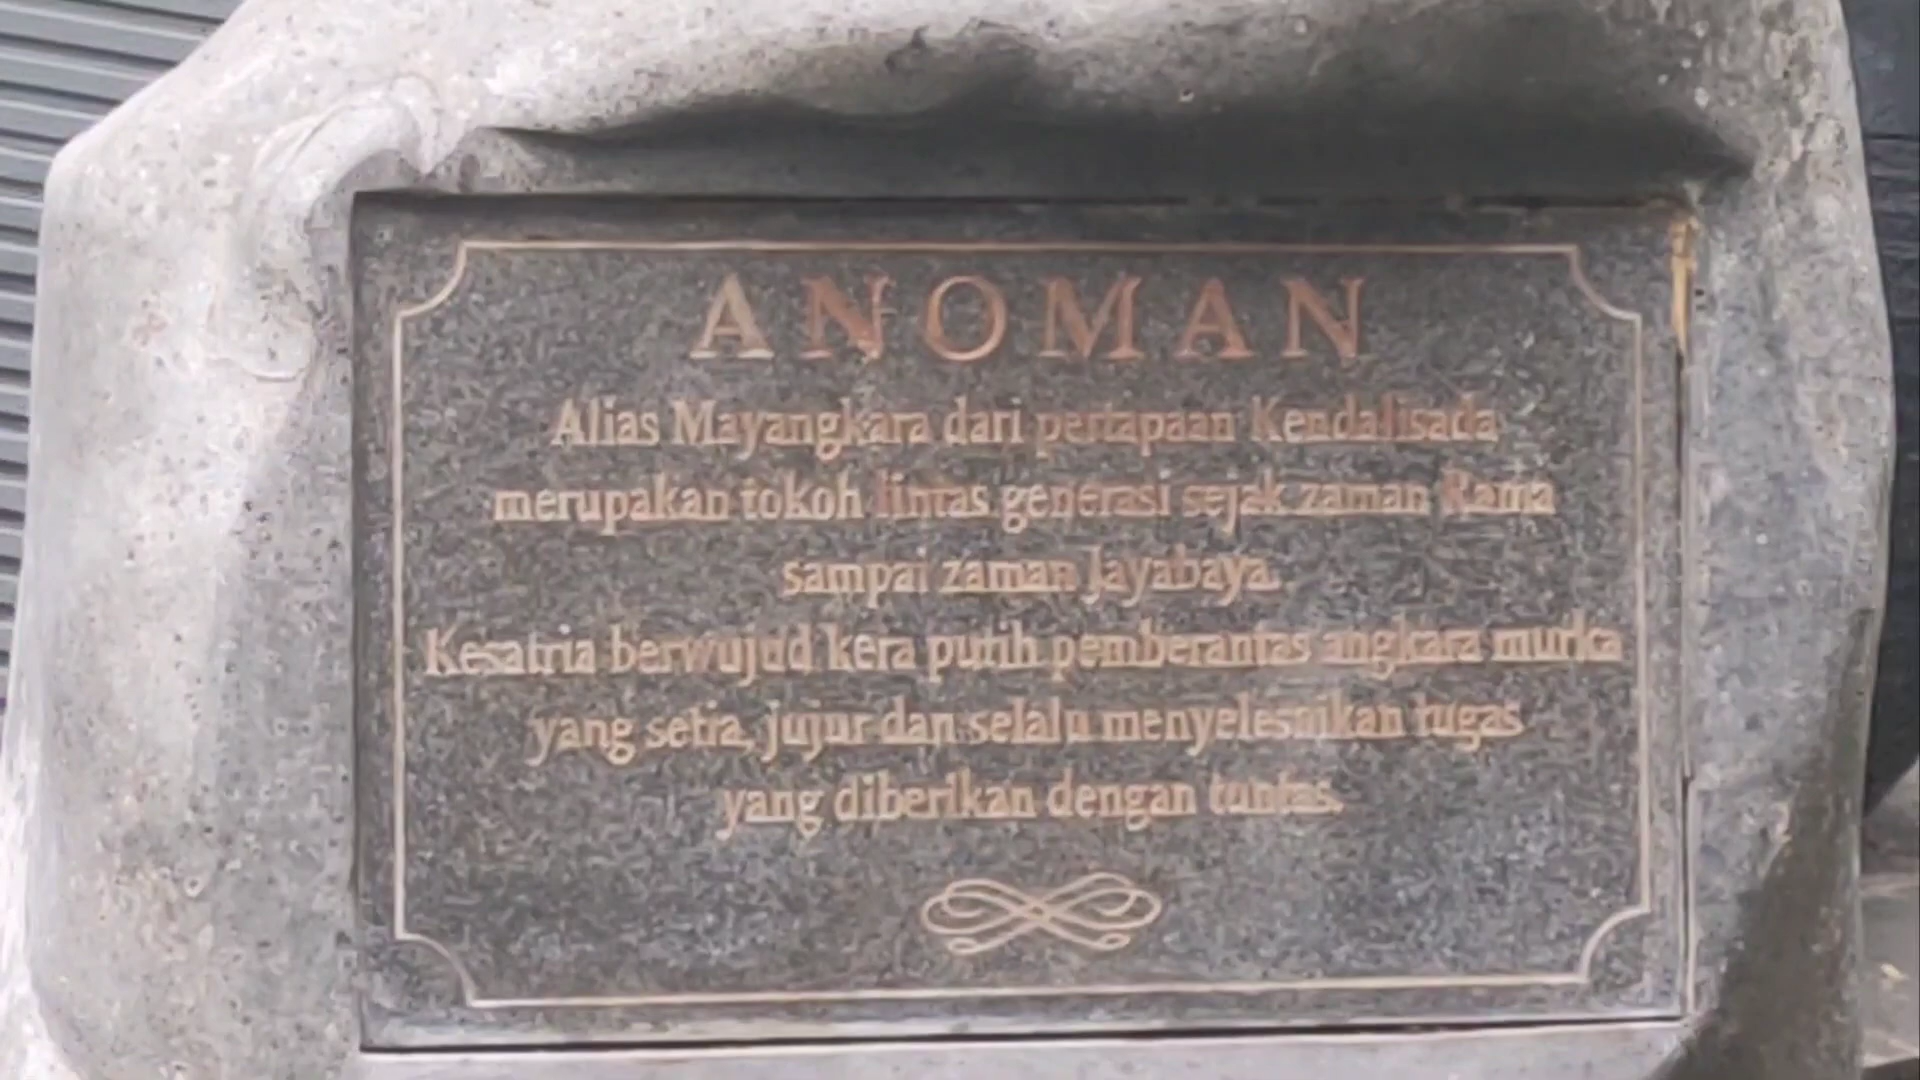 ANOMAN
Alias Mayangkara dari pertapaan Kendalisada
merupakan tokoh lintas generasi sejak zaman Rama
sampai zaman Jayabaya.
Kesatria berwujud kera putih pemberantas angkara murka
yang setia, jujur dan selalu menyelesaikan tugas
yang diberikan dengan tuntas.